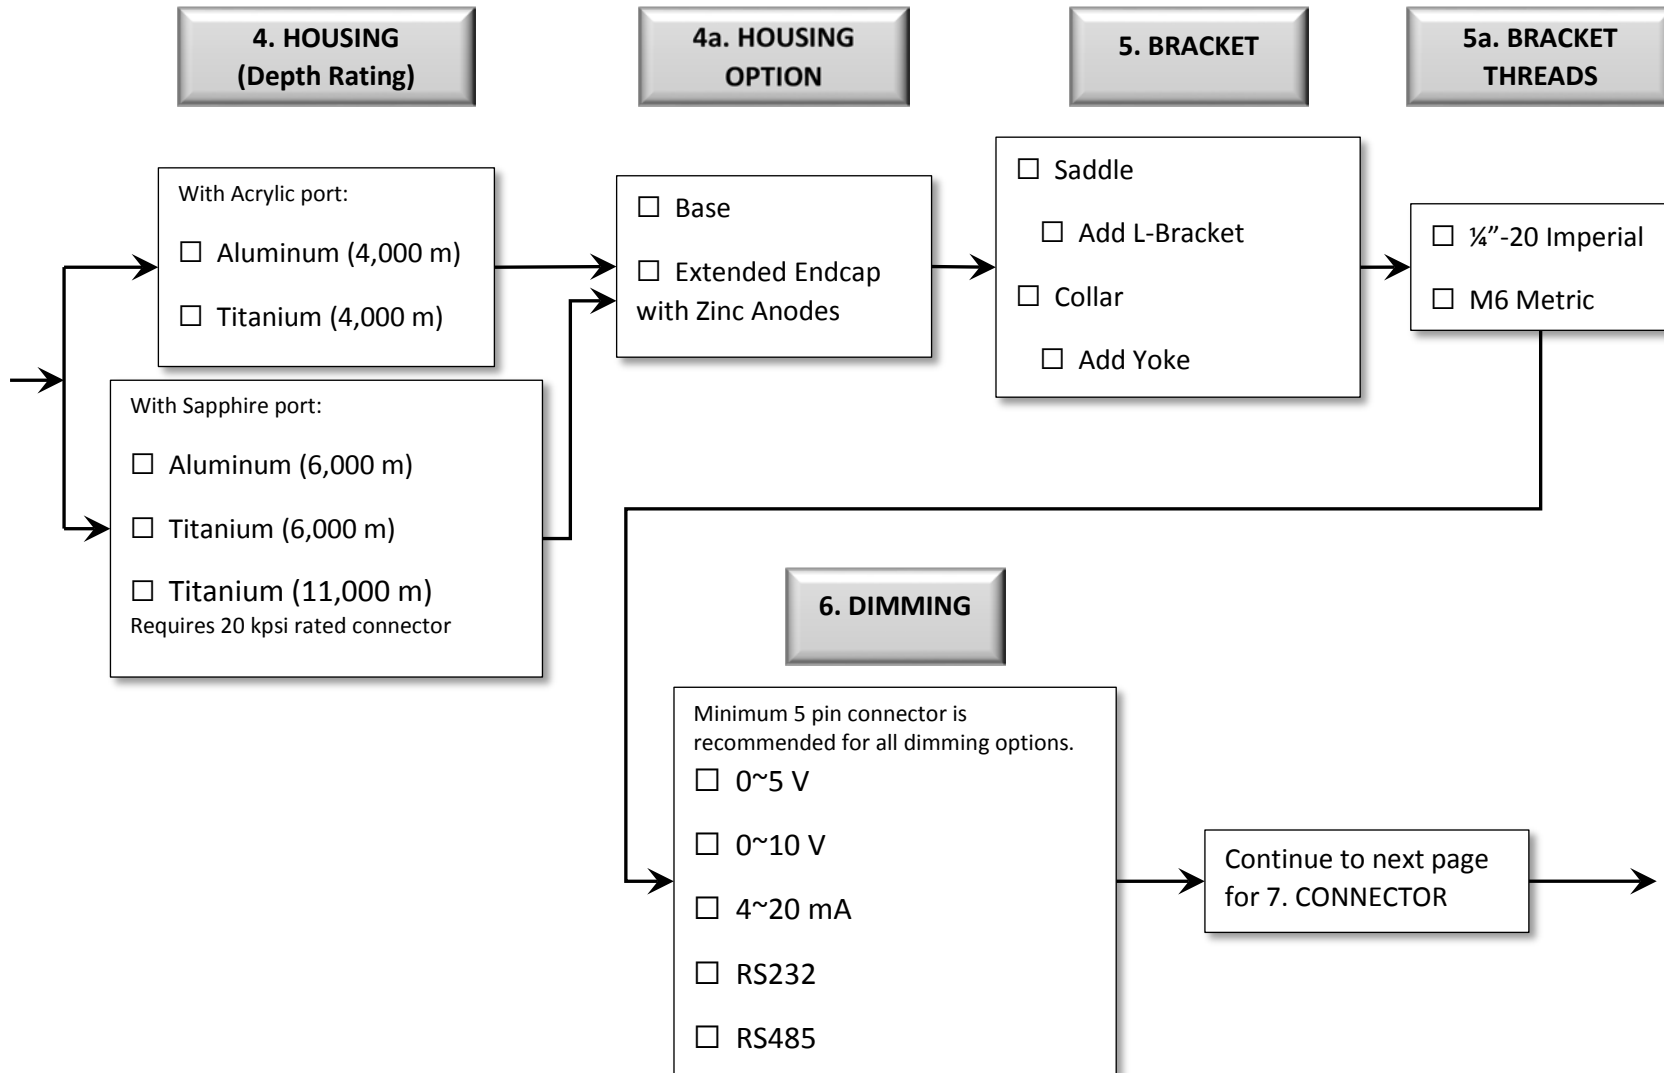 4. HOUSING
(Depth Rating)
4a. HOUSING
OPTION
5. BRACKET
5a. BRACKET
THREADS
With Acrylic port:
☐ Aluminum (4,000 m)
☐ Titanium (4,000 m)
With Sapphire port:
☐ Aluminum (6,000 m)
☐ Titanium (6,000 m)
☐ Titanium (11,000 m)
Requires 20 kpsi rated connector
☐ Base
☐ Extended Endcap
with Zinc Anodes
☐ Saddle
☐ Add L-Bracket
☐ Collar
☐ Add Yoke
☐ ¼”-20 Imperial
☐ M6 Metric
6. DIMMING
Minimum 5 pin connector is
recommended for all dimming options.
☐ 0~5 V
☐ 0~10 V
☐ 4~20 mA
☐ RS232
☐ RS485
Continue to next page
for 7. CONNECTOR